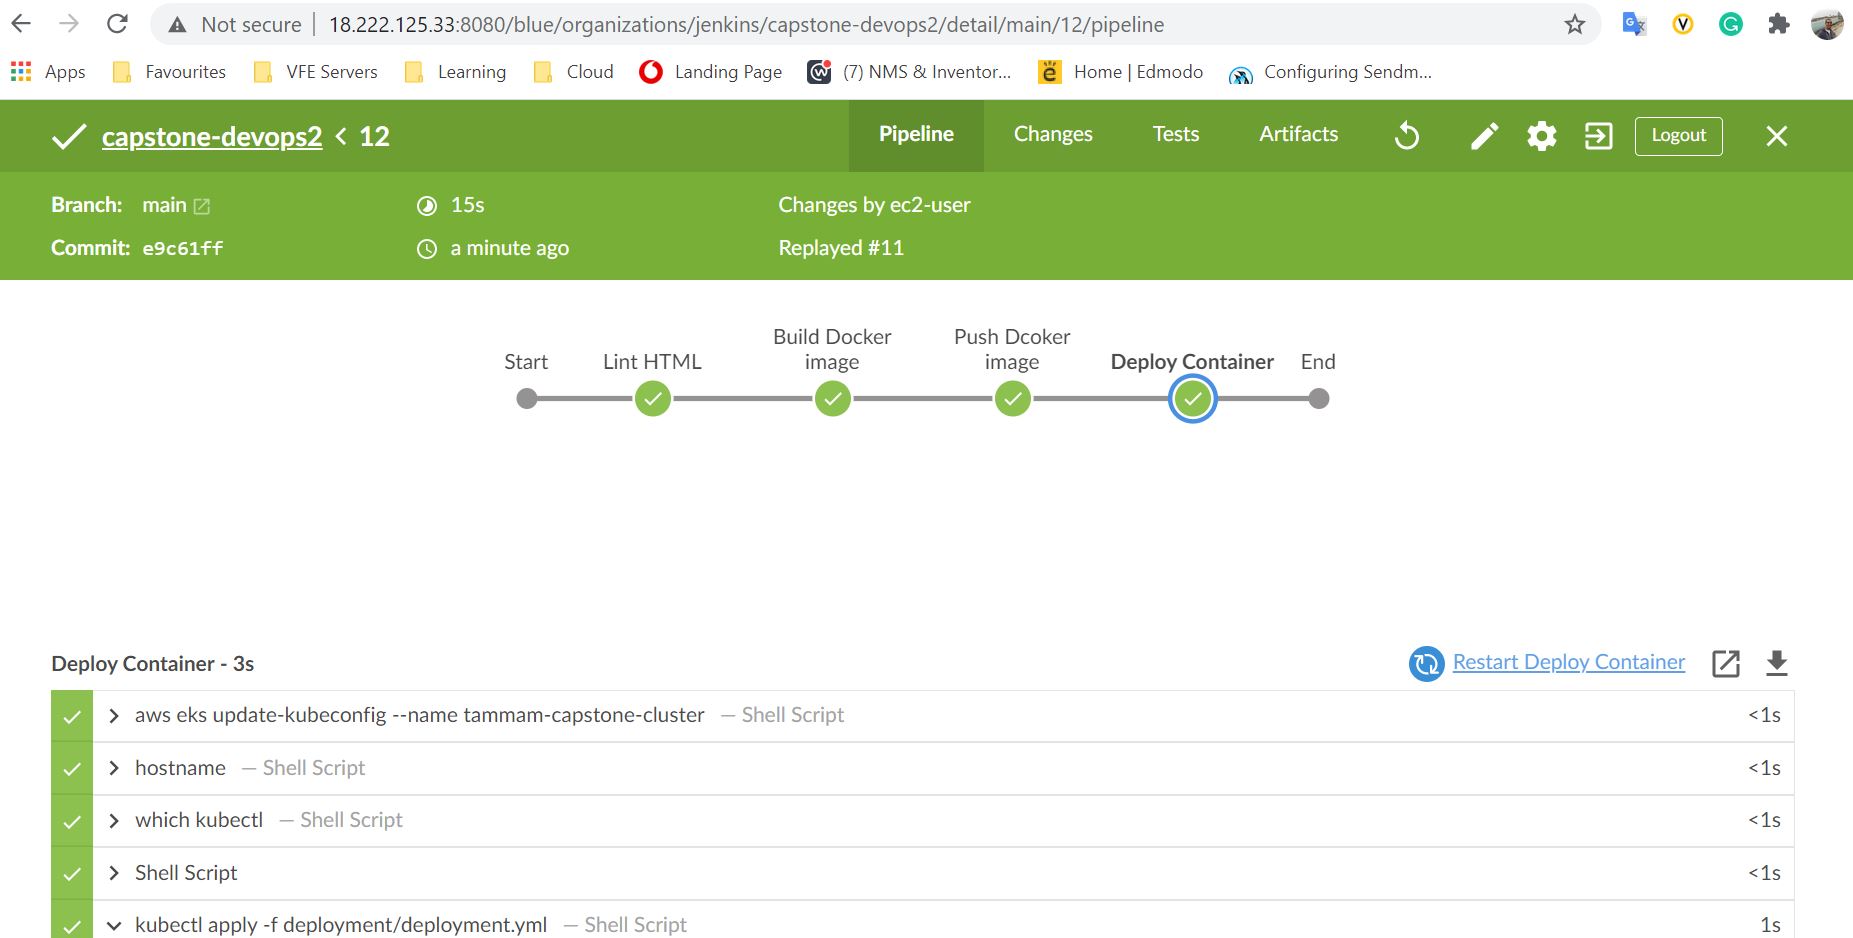 Not secure | 18.222.125.33:8080/blue/organizations/jenkins/capstone-devops2/detail/main/12/pipeline
Apps Favourites VFE Servers Learning Cloud Landing Page (7) NMS & Inventor... Home | Edmodo Configuring Sendm...
capstone-devops2 < 12 Pipeline Changes Tests Artifacts Logout
Branch: main 15s Changes by ec2-user
Commit: e9c61ff a minute ago Replayed #11
Start Lint HTML Build Docker image Push Dcoker image Deploy Container End
Deploy Container - 3s Restart Deploy Container
aws eks update-kubeconfig --name tammam-capstone-cluster — Shell Script <1s
hostname — Shell Script <1s
which kubectl — Shell Script <1s
Shell Script <1s
kubectl apply -f deployment/deployment.yml — Shell Script 1s